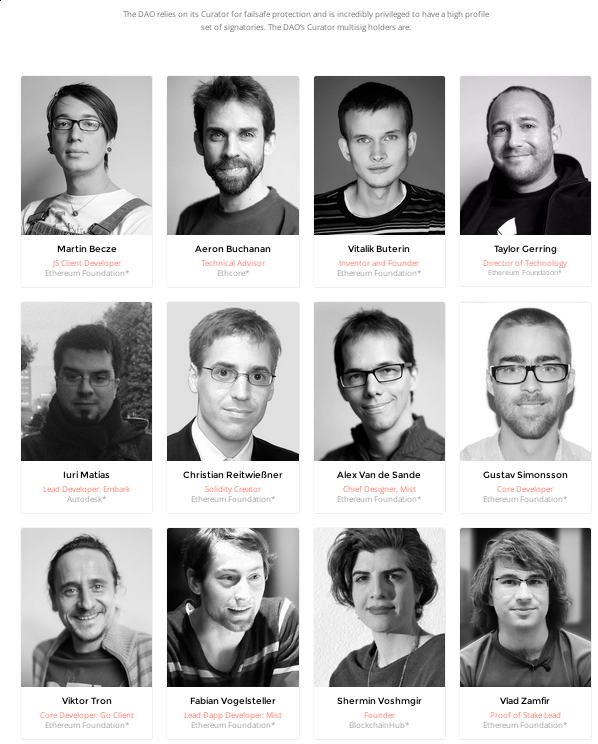 The DAO relies on its Curator for failsafe protection and is incredibly privileged to have a high profile
set of signatories. The DAO's Curator multisig holders are:
Martin Becze
JS Client Developer
Ethereum Foundation*
Aeron Buchanan
Technical Advisor
Ethcore*
Vitalik Buterin
Inventor and Founder
Ethereum Foundation*
Taylor Gerring
Director of Technology
Ethereum Foundation*
Iuri Matias
Lead Developer: Embark
Autodesk*
Christian Reitwießner
Solidity Creator
Ethereum Foundation*
Alex Van de Sande
Chief Designer, Mist
Ethereum Foundation*
Gustav Simonsson
Core Developer
Ethereum Foundation*
Viktor Tron
Core Developer: Go Client
Ethereum Foundation*
Fabian Vogelsteller
Lead Ðapp Developer: Mist
Ethereum Foundation*
Shermin Voshmgir
Founder
BlockchainHub*
Vlad Zamfir
Proof of Stake Lead
Ethereum Foundation*